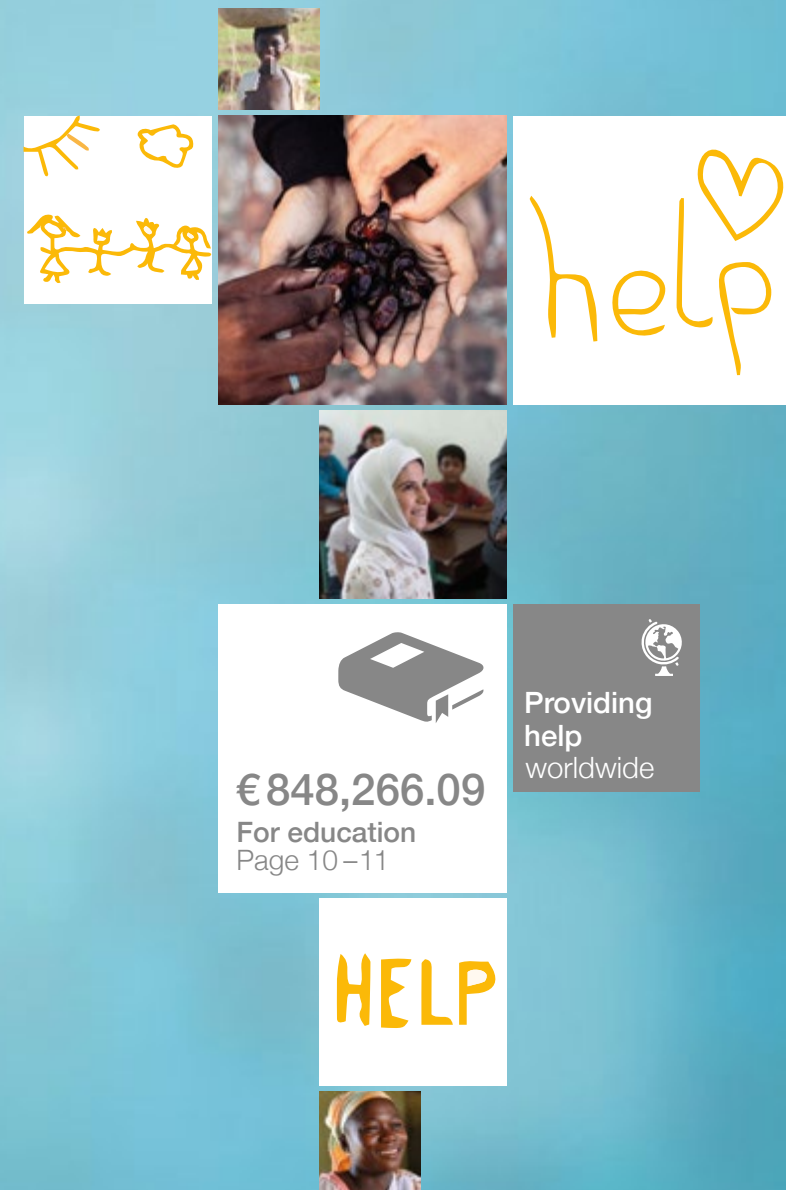 help
€848,266.09
For education
Page 10–11
Providing
help
worldwide
HELP